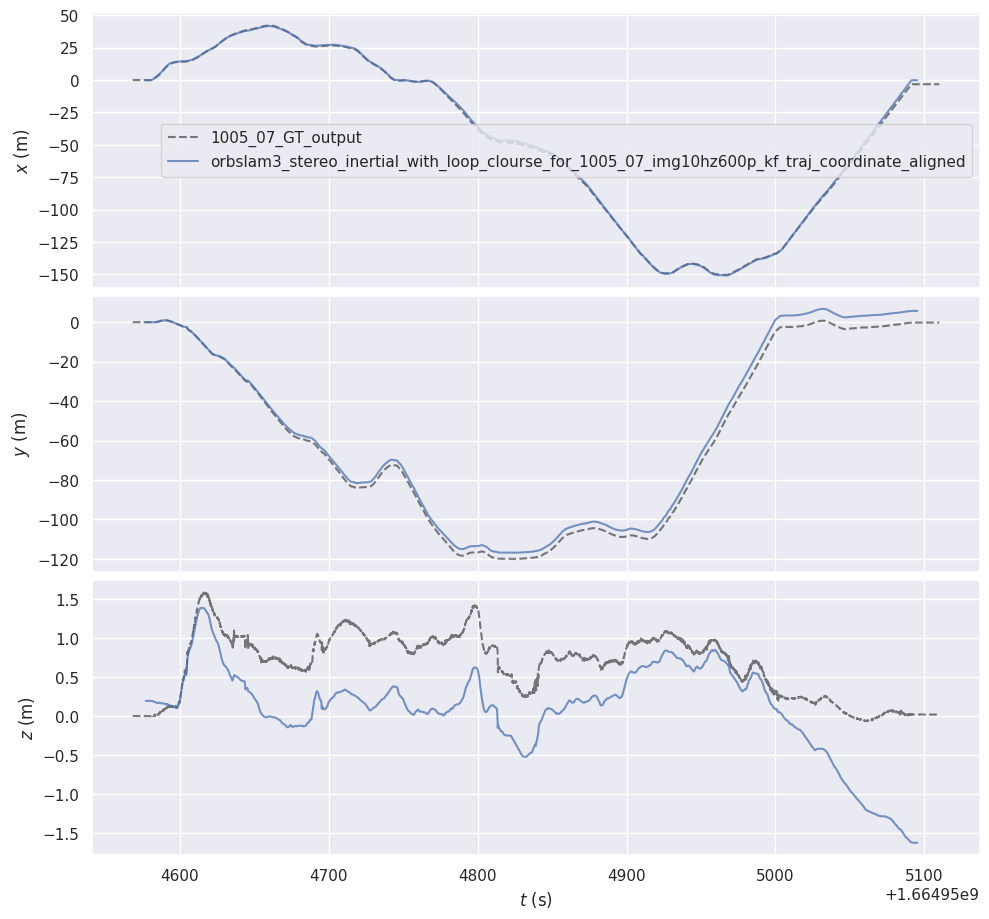 50
25
0
−25
−50
−75
−100
−125
−150
x (m)
1005_07_GT_output
orbslam3_stereo_inertial_with_loop_clourse_for_1005_07_img10hz600p_kf_traj_coordinate_aligned
0
−20
−40
−60
−80
−100
−120
y (m)
1.5
1.0
0.5
0.0
−0.5
−1.0
−1.5
z (m)
4600 4700 4800 4900 5000 5100
t (s)
+1.66495e9